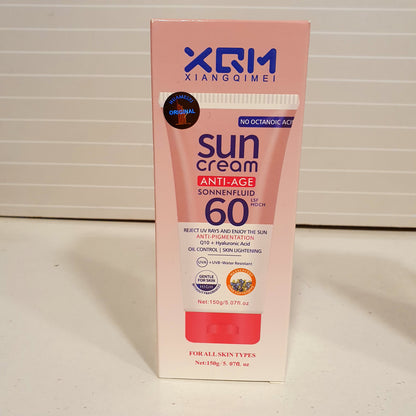 XQM
XIANGQIMEI
ORIGINAL
NO OCTANOIC ACI
sun
cream
ANTI-AGE
SONNENFLUID
60 LSF
HOCH
REJECT UV RAYS AND ENJOY THE SUN
ANTI-PIGMENTATION
Q10 + Hyaluronic Acid
OIL CONTROL | SKIN LIGHTENING
UVA +UVB-Water Resistant
GENTLE
FOR SKIN
HIGH
Net:150g/5.07fl.oz
FOR ALL SKIN TYPES
Net:150g/5. 07fl. oz